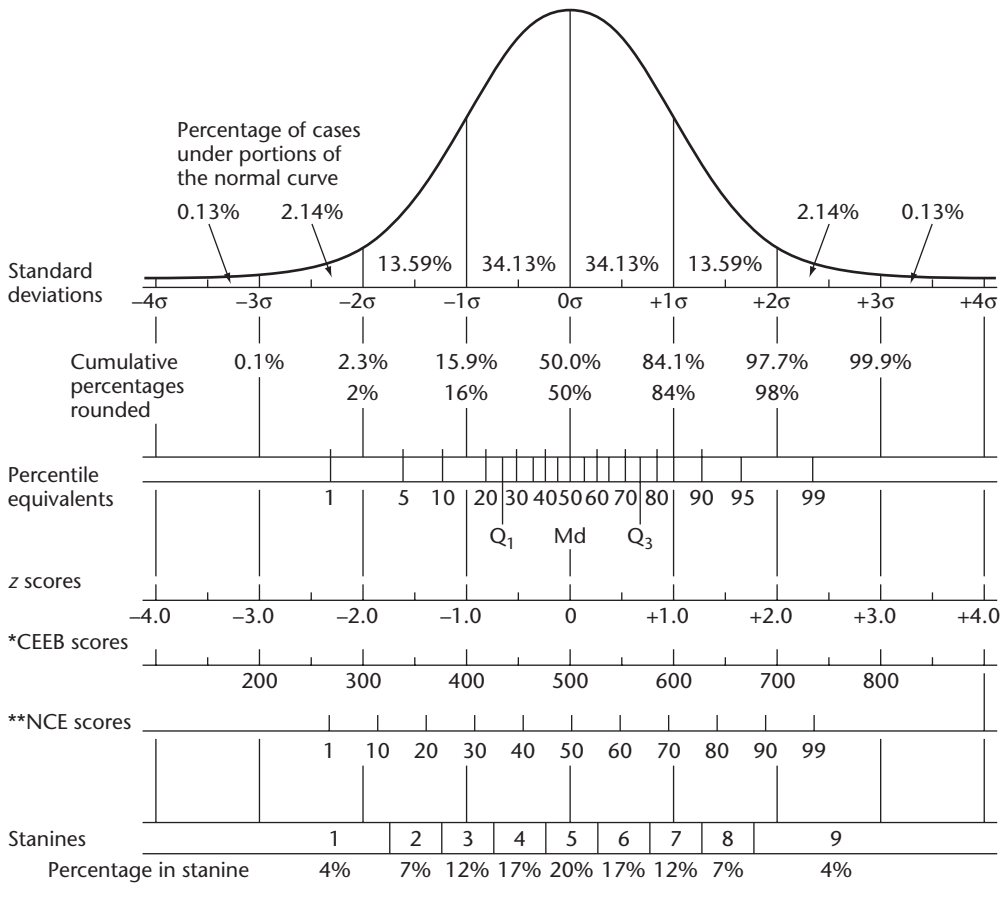 Percentage of cases
under portions of
the normal curve
0.13% 2.14% 2.14% 0.13%
13.59% 34.13% 34.13% 13.59%
Standard
deviations
–4σ –3σ –2σ –1σ 0σ +1σ +2σ +3σ +4σ
Cumulative 0.1% 2.3% 15.9% 50.0% 84.1% 97.7% 99.9%
percentages 2% 16% 50% 84% 98%
rounded
Percentile
equivalents 1 5 10 20 30 40 50 60 70 80 90 95 99
Q1 Md Q3
z scores
–4.0 –3.0 –2.0 –1.0 0 +1.0 +2.0 +3.0 +4.0
*CEEB scores
200 300 400 500 600 700 800
**NCE scores
1 10 20 30 40 50 60 70 80 90 99
Stanines 1 2 3 4 5 6 7 8 9
Percentage in stanine 4% 7% 12% 17% 20% 17% 12% 7% 4%